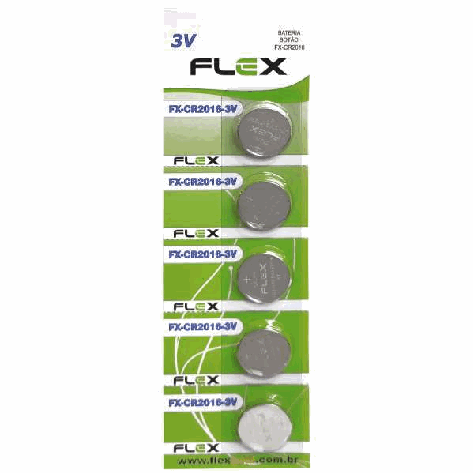 3V
BATERIA
BOTÃO
FX-CR2016
FLEX
FX-CR2016-3V
FLEX
FX-CR2016-3V
FLEX
FX-CR2016-3V
+
FLEX
FLEX
FX-CR2016-3V
FLEX
FX-CR2016-3V
FLEX
www.flex
.com.br